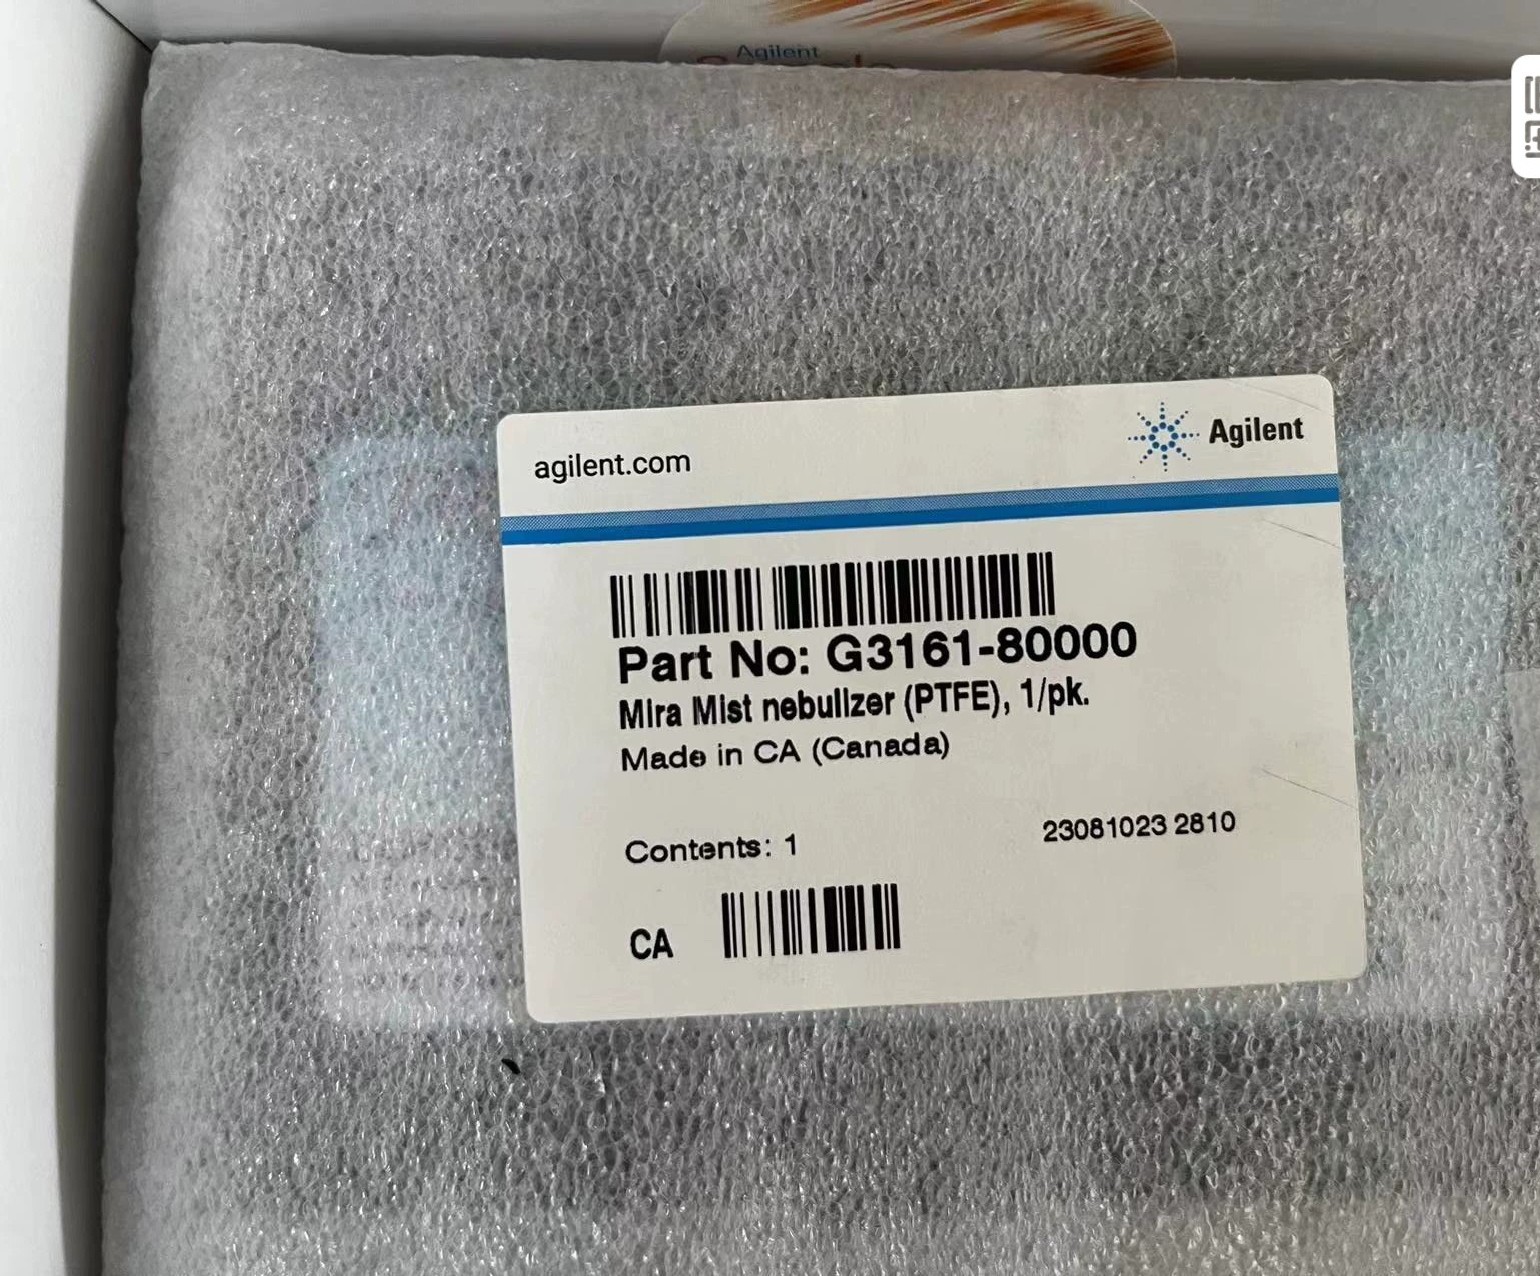 Agilent
agilent.com
Agilent
Part No: G3161-80000
Mira Mist nebulizer (PTFE), 1/pk.
Made in CA (Canada)
Contents: 1
23081023 2810
CA